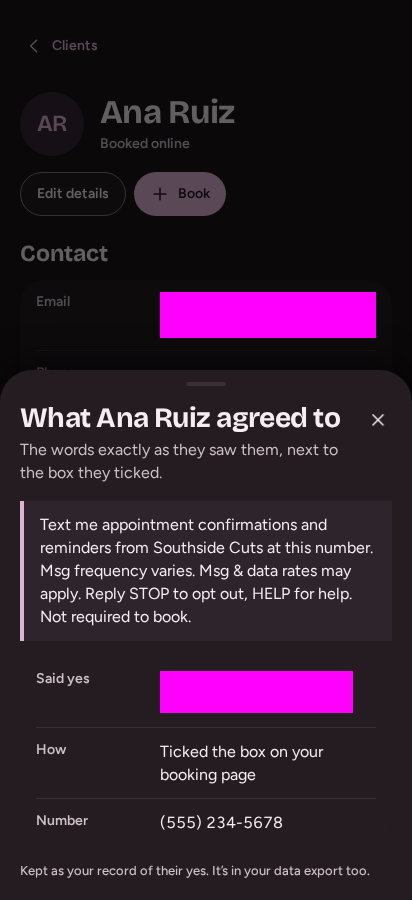 Clients
AR
Ana Ruiz
Booked online
Edit details
Book
Contact
Email
What Ana Ruiz agreed to
The words exactly as they saw them, next to
the box they ticked.
Text me appointment confirmations and
reminders from Southside Cuts at this number.
Msg frequency varies. Msg & data rates may
apply. Reply STOP to opt out, HELP for help.
Not required to book.
Said yes
How
Ticked the box on your
booking page
Number
(555) 234-5678
Kept as your record of their yes. It’s in your data export too.